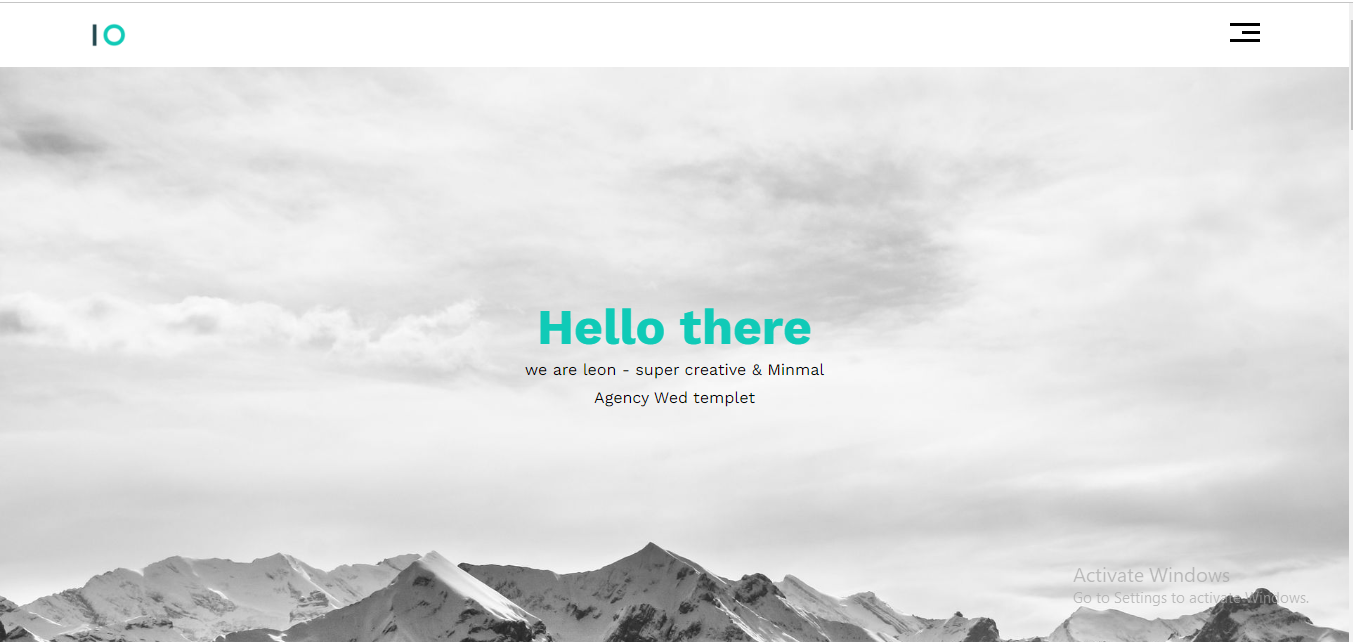 IO
Hello there
we are leon - super creative & Minmal
Agency Wed templet
Activate Windows
Go to Settings to activate Windows.